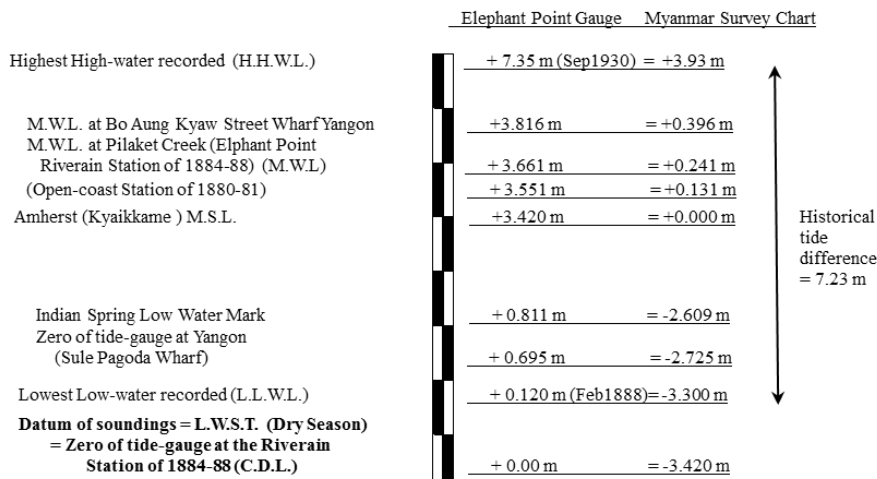 Elephant Point Gauge Myanmar Survey Chart
Highest High-water recorded (H.H.W.L.) + 7.35 m (Sep1930) = +3.93 m
M.W.L. at Bo Aung Kyaw Street Wharf Yangon +3.816 m = +0.396 m
M.W.L. at Pilaket Creek (Elphant Point
Riverain Station of 1884-88) (M.W.L) + 3.661 m = +0.241 m
(Open-coast Station of 1880-81) + 3.551 m =+0.131 m
Amherst (Kyaikkame ) M.S.L. +3.420 m = +0.000 m
Historical
tide
difference
= 7.23 m
Indian Spring Low Water Mark + 0.811 m = -2.609 m
Zero of tide-gauge at Yangon
(Sule Pagoda Wharf) + 0.695 m =-2.725 m
Lowest Low-water recorded (L.L.W.L.) + 0.120 m (Feb1888)= -3.300 m
Datum of soundings = L.W.S.T. (Dry Season)
= Zero of tide-gauge at the Riverain
Station of 1884-88 (C.D.L.) + 0.00 m = -3.420 m